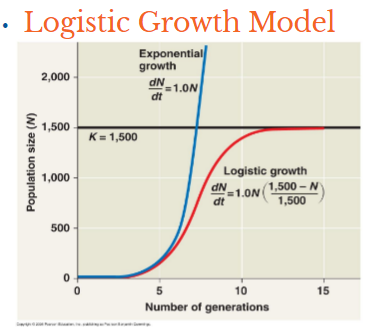 • Logistic Growth Model
Exponential
growth
dN/dt = 1.0N
2,000
1,500
K = 1,500
1,000
Logistic growth
dN/dt = 1.0N (1,500 – N / 1,500)
500
0
0 5 10 15
Population size (N)
Number of generations